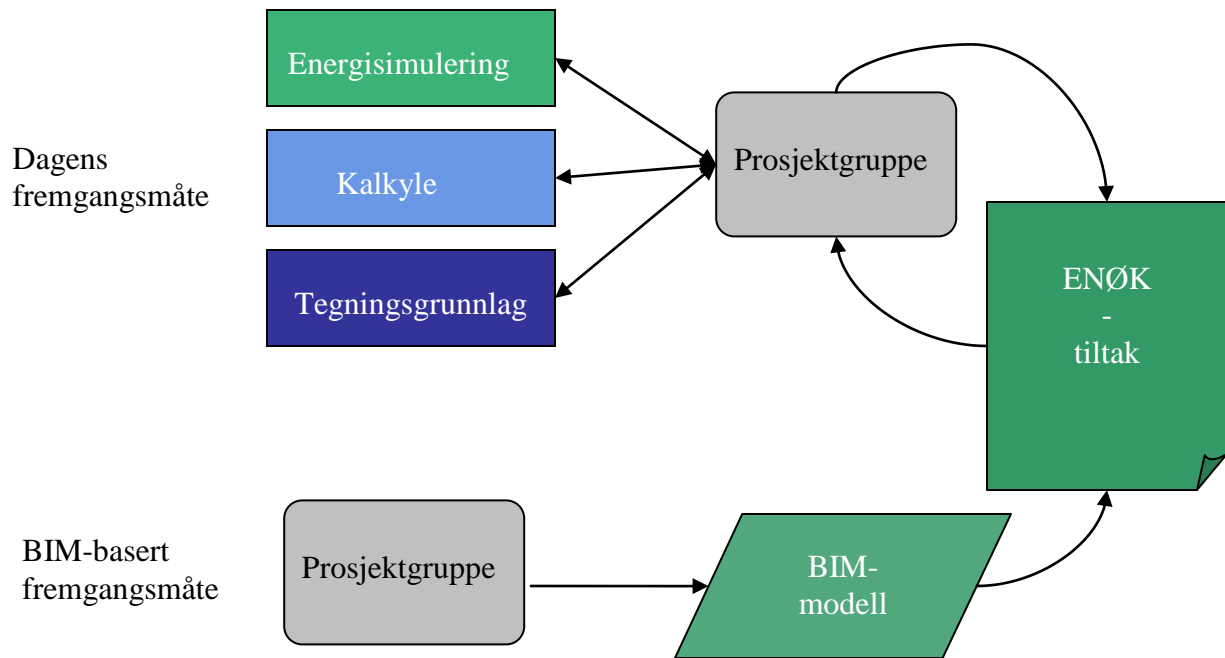 Dagens
fremgangsmåte
Energisimulering
Kalkyle
Tegningsgrunnlag
Prosjektgruppe
ENØK
-
tiltak
BIM-basert
fremgangsmåte
Prosjektgruppe
BIM-
modell